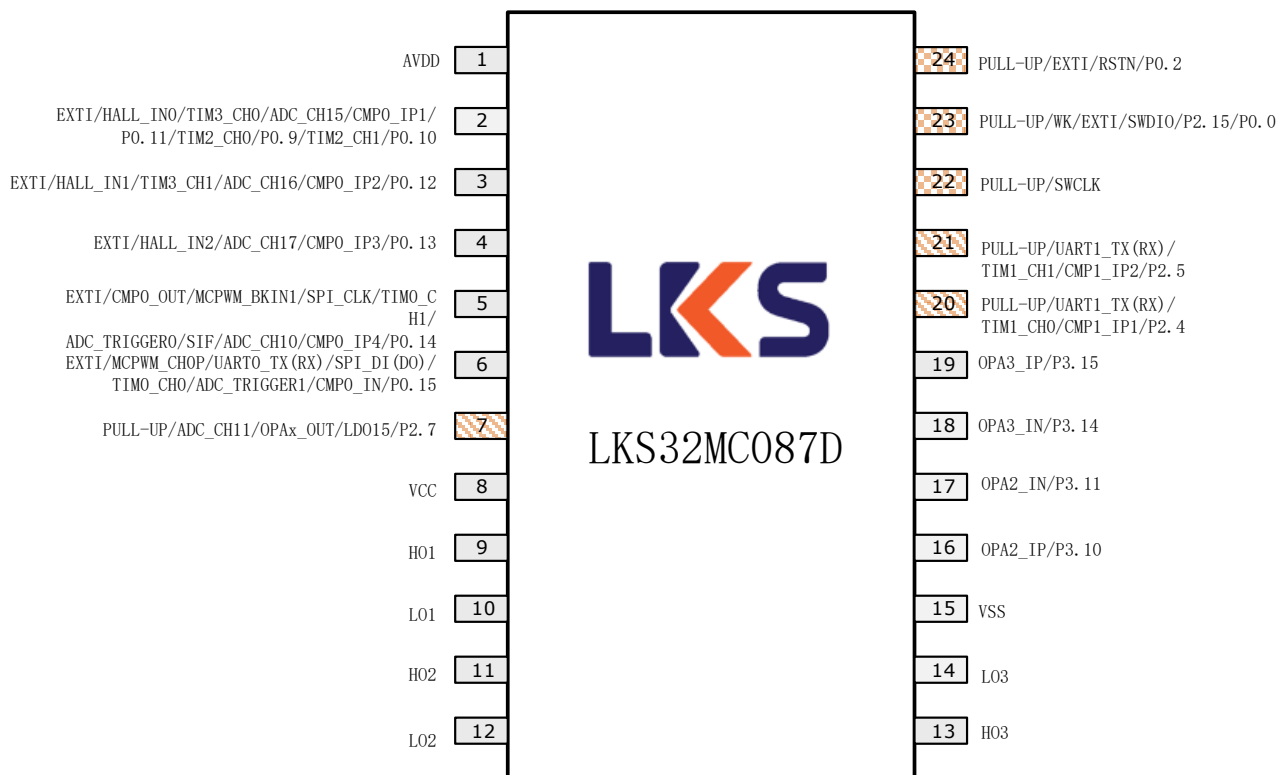 AVDD
1
EXTI/HALL_IN0/TIM3_CH0/ADC_CH15/CMP0_IP1/
P0.11/TIM2_CH0/P0.9/TIM2_CH1/P0.10
2
EXTI/HALL_IN1/TIM3_CH1/ADC_CH16/CMP0_IP2/P0.12
3
EXTI/HALL_IN2/ADC_CH17/CMP0_IP3/P0.13
4
EXTI/CMP0_OUT/MCPWM_BKIN1/SPI_CLK/TIM0_C
H1/
ADC_TRIGGER0/SIF/ADC_CH10/CMP0_IP4/P0.14
5
EXTI/MCPWM_CH0P/UART0_TX(RX)/SPI_DI(DO)/
TIM0_CH0/ADC_TRIGGER1/CMP0_IN/P0.15
6
PULL-UP/ADC_CH11/OPAx_OUT/LDO15/P2.7
7
VCC
8
HO1
9
LO1
10
HO2
11
LO2
12
LKS
LKS32MC087D
24
PULL-UP/EXTI/RSTN/P0.2
23
PULL-UP/WK/EXTI/SWDIO/P2.15/P0.0
22
PULL-UP/SWCLK
21
PULL-UP/UART1_TX(RX)/
TIM1_CH1/CMP1_IP2/P2.5
20
PULL-UP/UART1_TX(RX)/
TIM1_CH0/CMP1_IP1/P2.4
19
OPA3_IP/P3.15
18
OPA3_IN/P3.14
17
OPA2_IN/P3.11
16
OPA2_IP/P3.10
15
VSS
14
LO3
13
HO3